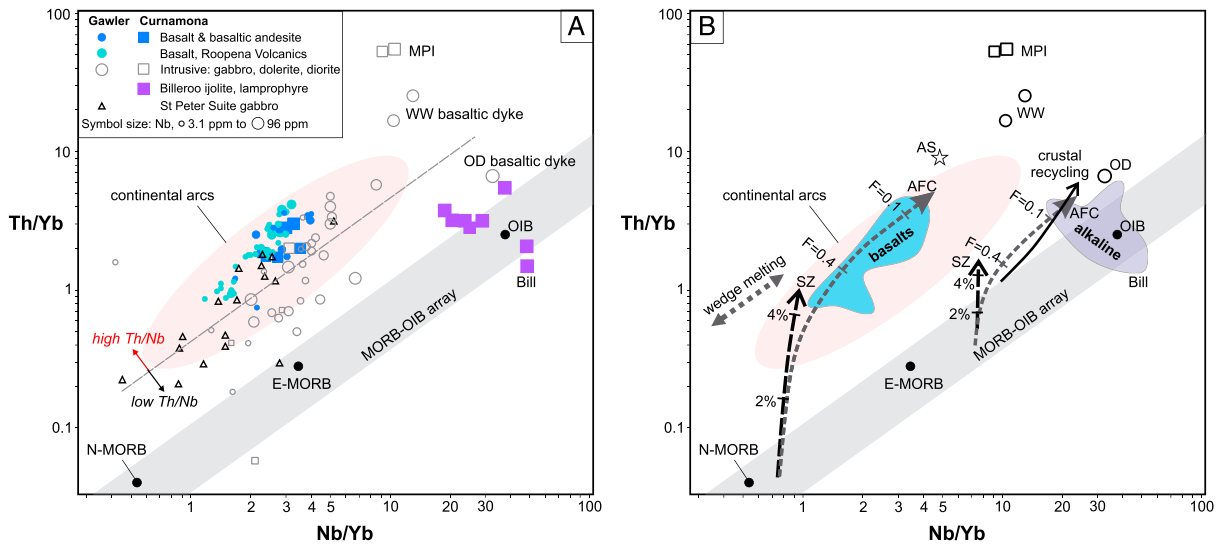 A
Gawler Curnamona
Basalt & basaltic andesite
Basalt, Roopena Volcanics
Intrusive: gabbro, dolerite, diorite
Billeroo ijolite, lamprophyre
St Peter Suite gabbro
Symbol size: Nb, 3.1 ppm to 96 ppm
MPI
WW basaltic dyke
OD basaltic dyke
continental arcs
OIB
Bill
MORB-OIB array
high Th/Nb
low Th/Nb
E-MORB
N-MORB
Th/Yb
100
10
1
0.1
1
2
3
4
5
10
20
30
100
Nb/Yb
B
MPI
WW
AS
OD
crustal
recycling
continental arcs
F=0.1
AFC
F=0.1
AFC
OIB
basalts
alkaline
F=0.4
F=0.4
SZ
SZ
4%
4%
wedge melting
2%
2%
Bill
MORB-OIB array
E-MORB
N-MORB
Th/Yb
100
10
1
0.1
1
2
3
4
5
10
20
30
100
Nb/Yb